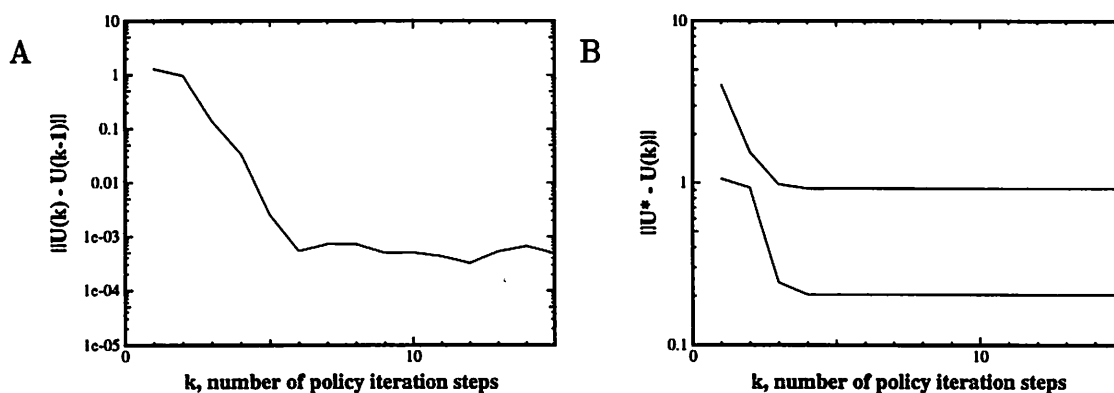 A
||U(k) - U(k-1)||
10
1
0.1
0.01
1e-03
1e-04
1e-05
0
10
k, number of policy iteration steps
B
||U* - U(k)||
10
1
0.1
0
10
k, number of policy iteration steps